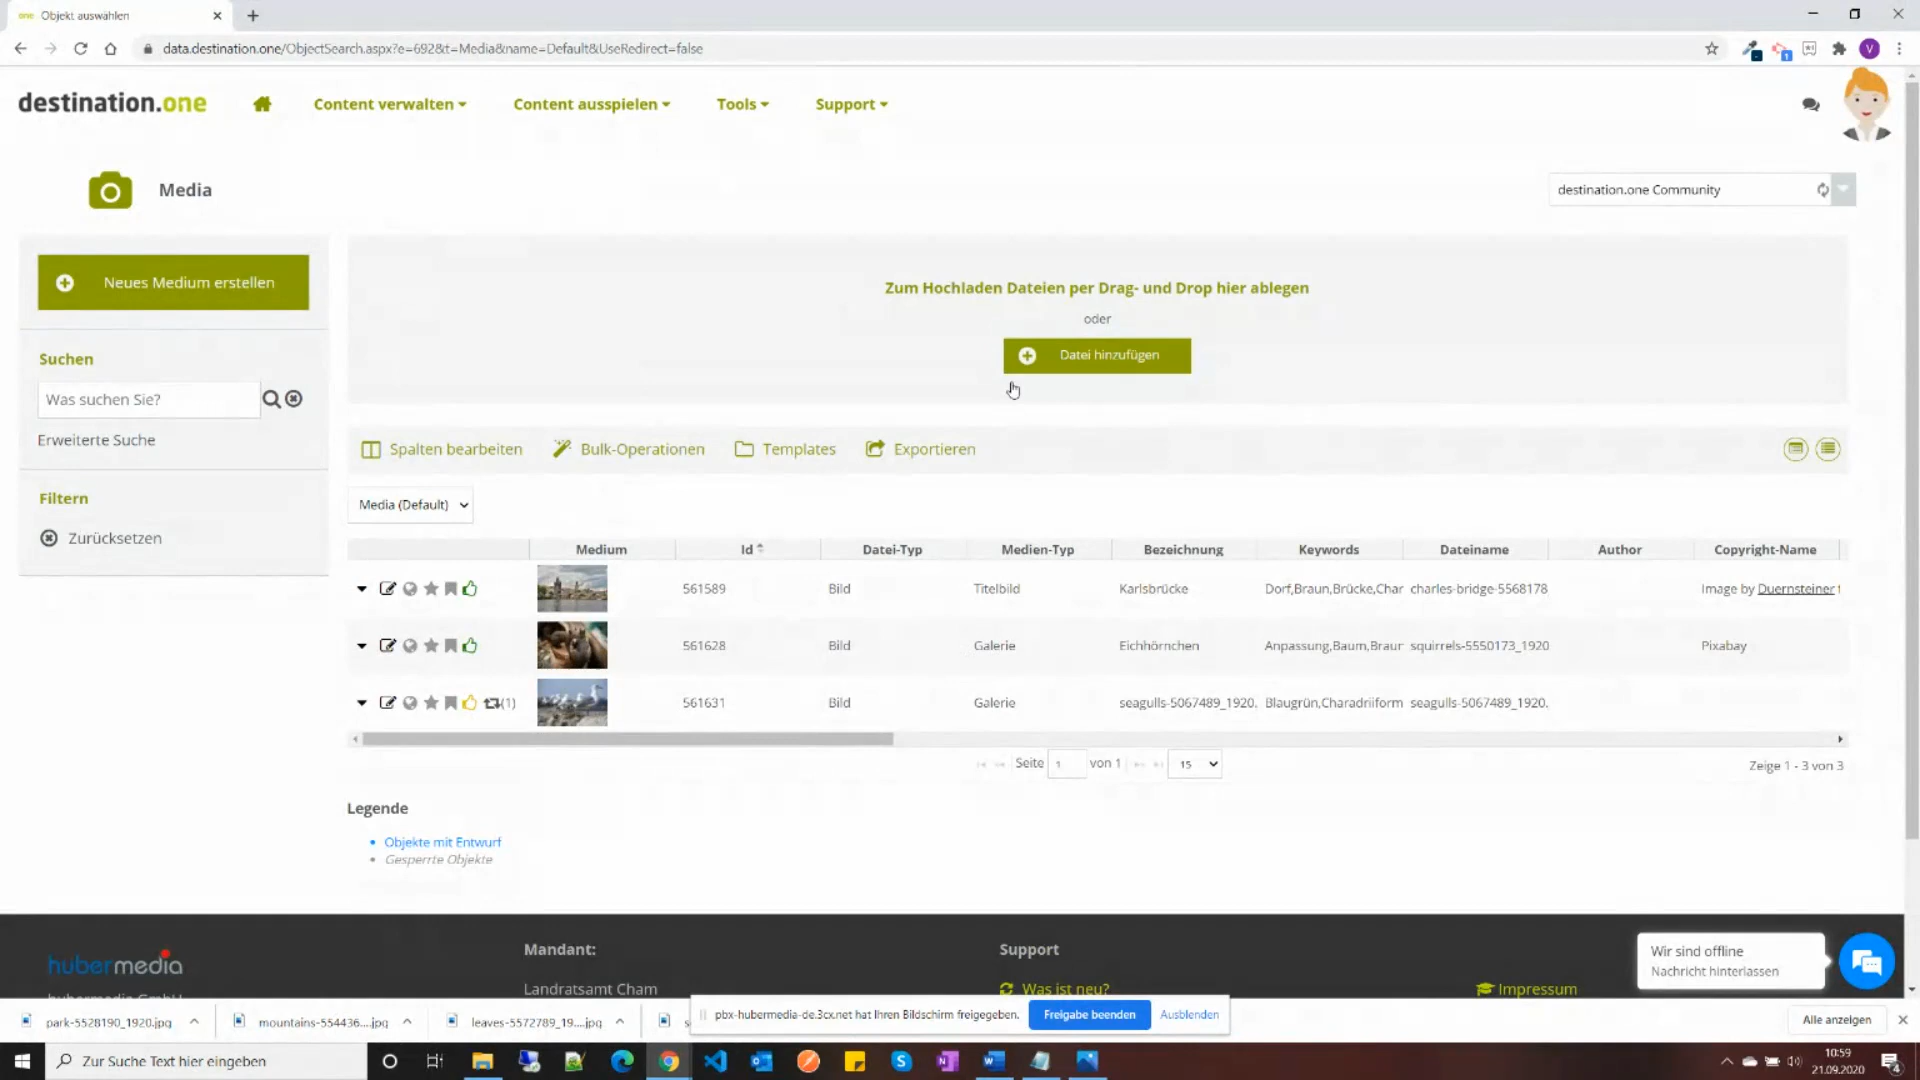 one Objekt auswählen
data.destination.one/ObjectSearch.aspx?e=692&t=Media&name=Default&UseRedirect=false
V
destination.one
Content verwalten
Content ausspielen
Tools
Support
Media
destination.one Community
Neues Medium erstellen
Zum Hochladen Dateien per Drag- und Drop hier ablegen
oder
Datei hinzufügen
Suchen
Was suchen Sie?
Erweiterte Suche
Filtern
Zurücksetzen
Spalten bearbeiten
Bulk-Operationen
Templates
Exportieren
Media (Default)
Medium Id Datei-Typ Medien-Typ Bezeichnung Keywords Dateiname Author Copyright-Name
561589 Bild Titelbild Karlsbrücke Dorf,Braun,Brücke,Char charles-bridge-5568178 Image by Duernsteiner
561628 Bild Galerie Eichhörnchen Anpassung,Baum,Braur squirrels-5550173_1920 Pixabay
(1) 561631 Bild Galerie seagulls-5067489_1920. Blaugrün,Charadriiform seagulls-5067489_1920.
Seite 1 von 1 15
Zeige 1 - 3 von 3
Legende
Objekte mit Entwurf
Gesperrte Objekte
hubermedia
hubermedia GmbH
Mandant:
Landratsamt Cham
Support
Was ist neu?
Impressum
Wir sind offline
Nachricht hinterlassen
park-5528190_1920.jpg
mountains-554436....jpg
leaves-5572789_19....jpg
pbx-hubermedia-de.3cx.net hat Ihren Bildschirm freigegeben.
Freigabe beenden
Ausblenden
Alle anzeigen
Zur Suche Text hier eingeben
10:59
21.09.2020
4